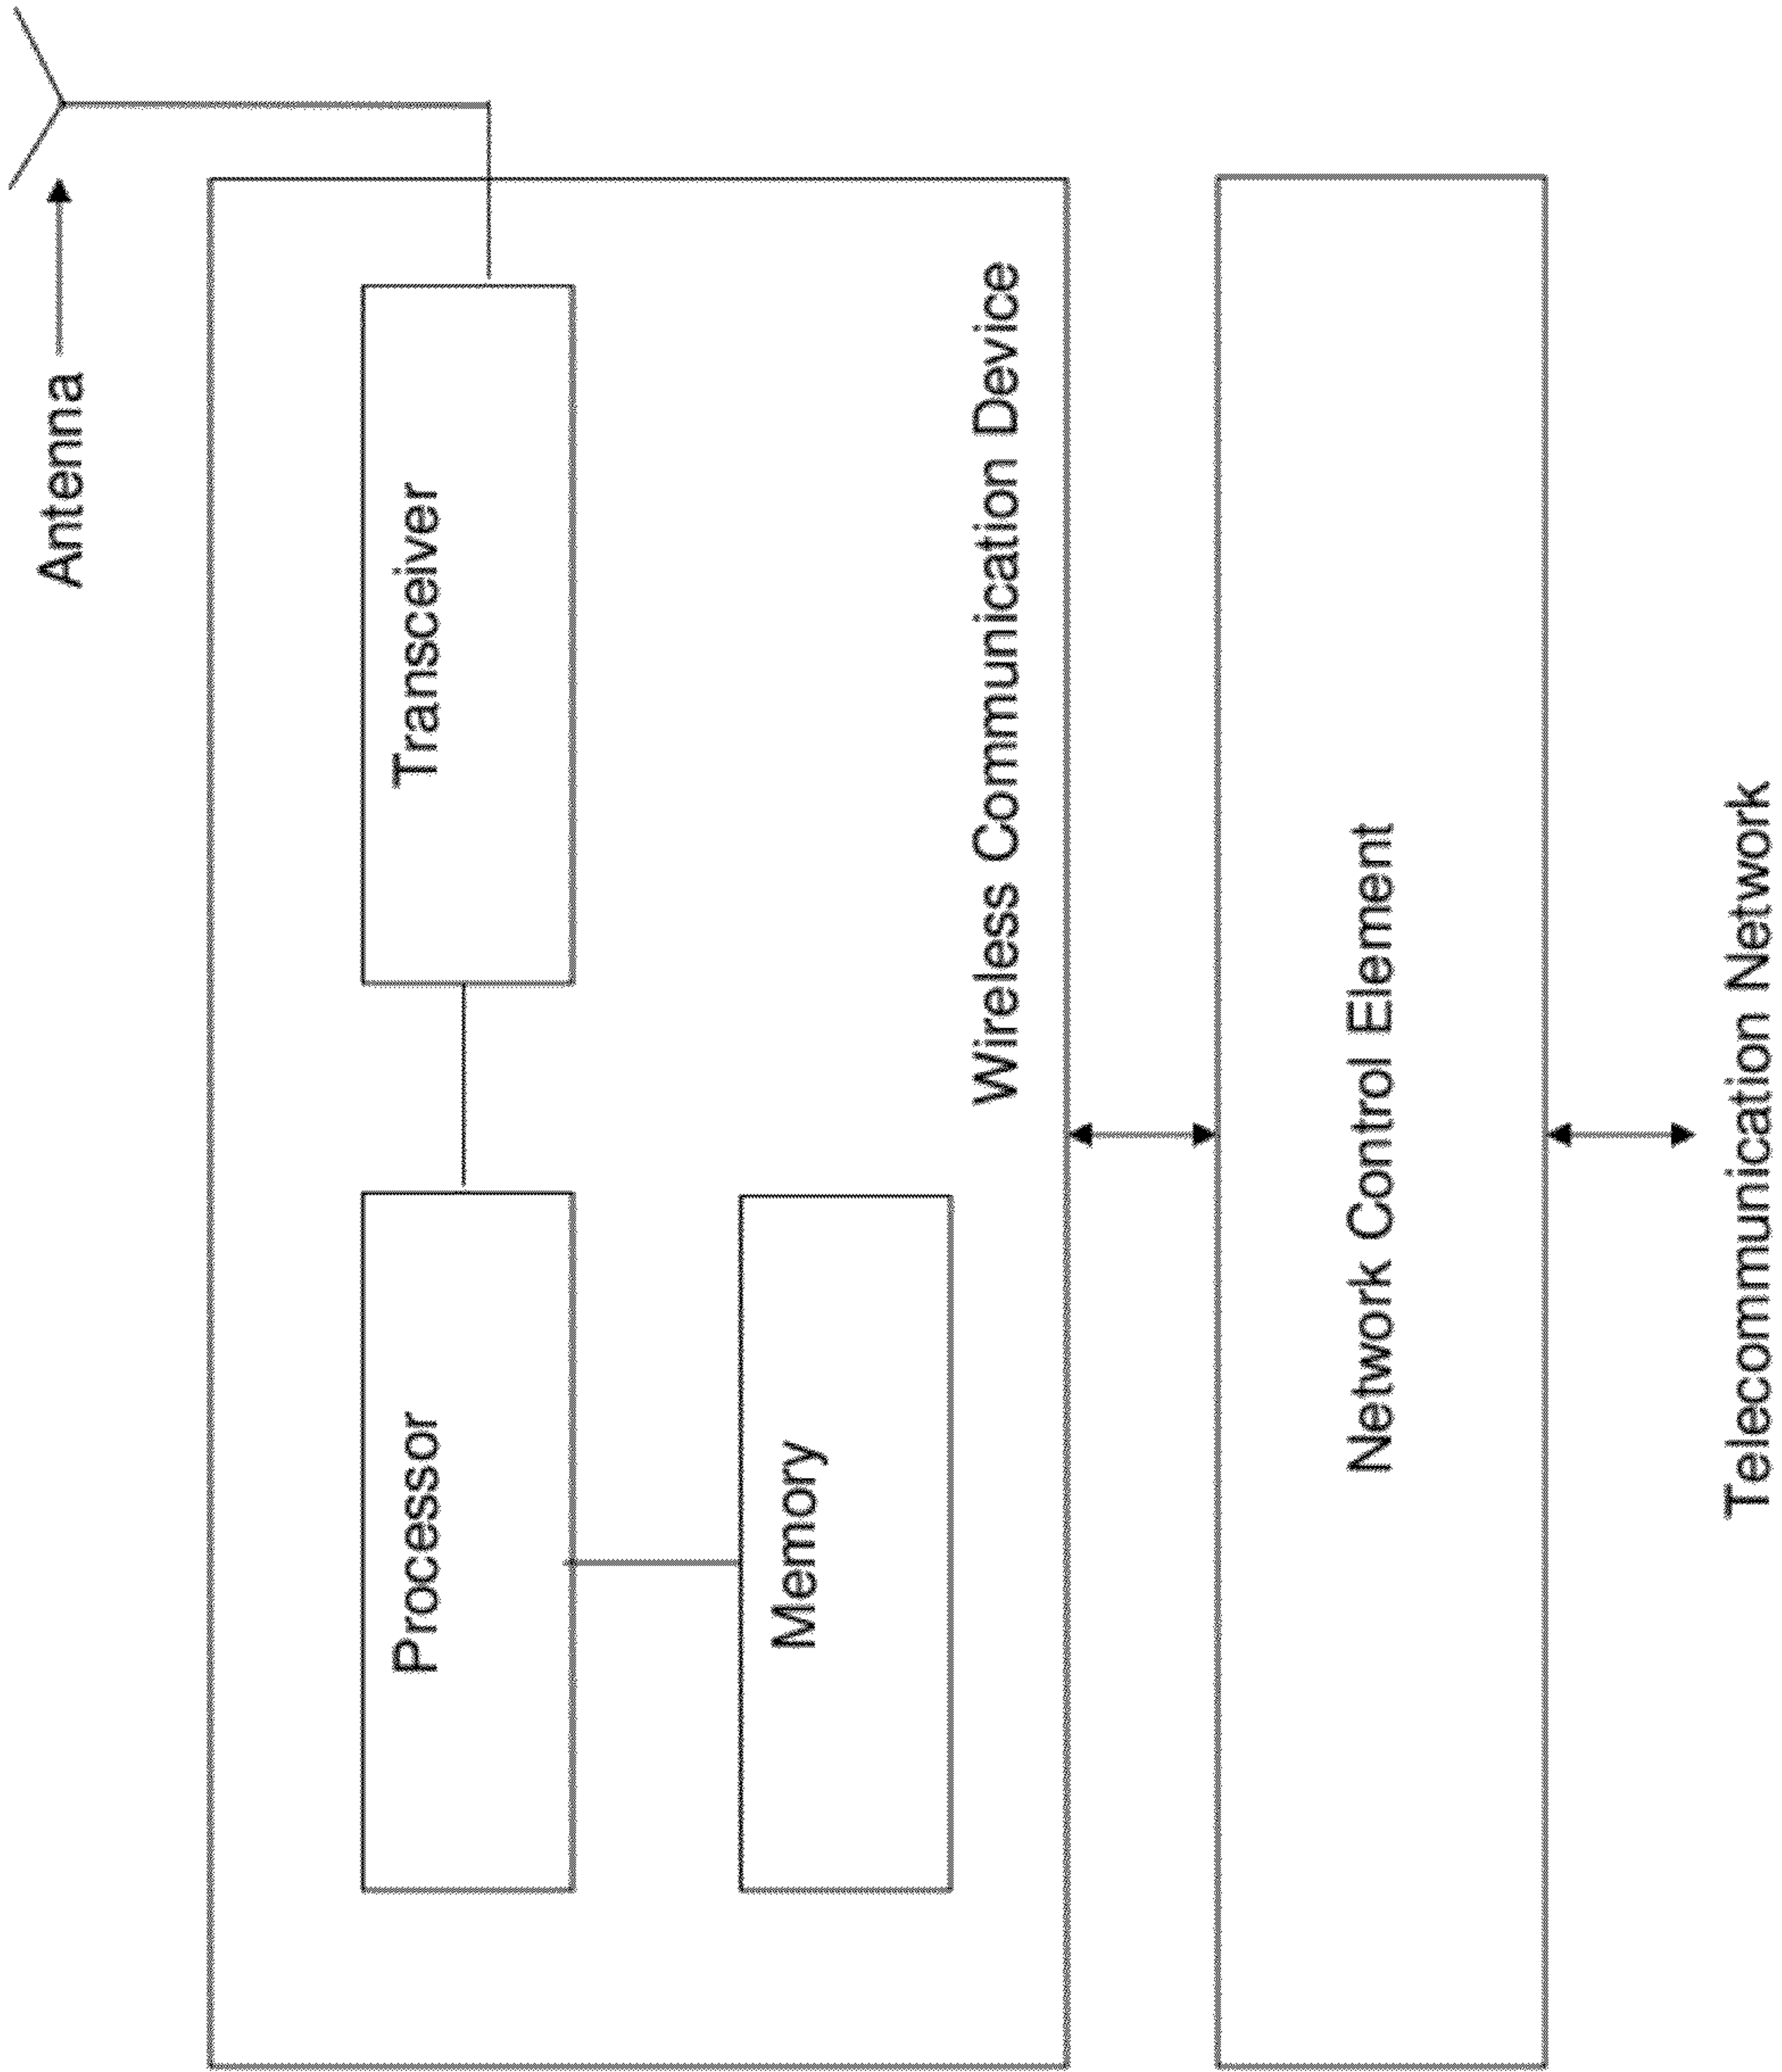 Antenna
Processor
Transceiver
Memory
Wireless Communication Device
Network Control Element
Telecommunication Network